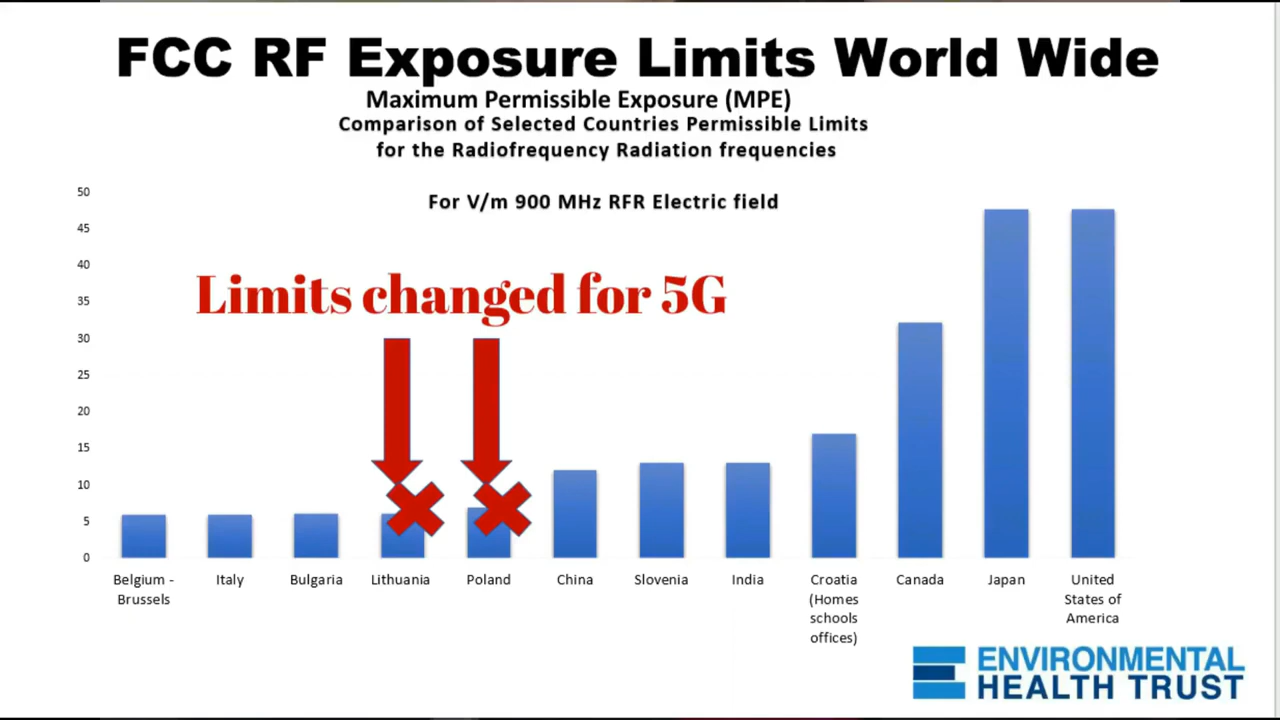 FCC RF Exposure Limits World Wide
Maximum Permissible Exposure (MPE)
Comparison of Selected Countries Permissible Limits
for the Radiofrequency Radiation frequencies
For V/m 900 MHz RFR Electric field
50
45
40
35
30
25
20
15
10
5
0
Limits changed for 5G
Belgium -
Brussels
Italy
Bulgaria
Lithuania
Poland
China
Slovenia
India
Croatia
(Homes
schools
offices)
Canada
Japan
United
States of
America
ENVIRONMENTAL
HEALTH TRUST